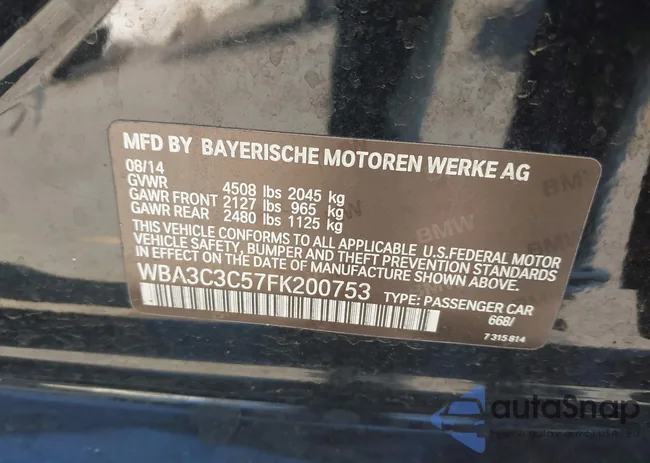 MFD BY BAYERISCHE MOTOREN WERKE AG
08/14
GVWR 4508 lbs 2045 kg
GAWR FRONT 2127 lbs 965 kg
GAWR REAR 2480 lbs 1125 kg
THIS VEHICLE CONFORMS TO ALL APPLICABLE U.S.FEDERAL MOTOR
VEHICLE SAFETY, BUMPER AND THEFT PREVENTION STANDARDS
IN EFFECT ON THE DATE OF MANUFACTURE SHOWN ABOVE.
WBA3C3C57FK200753 TYPE: PASSENGER CAR
668/
7 315 814
BMW
BMW
BMW
autoSnap